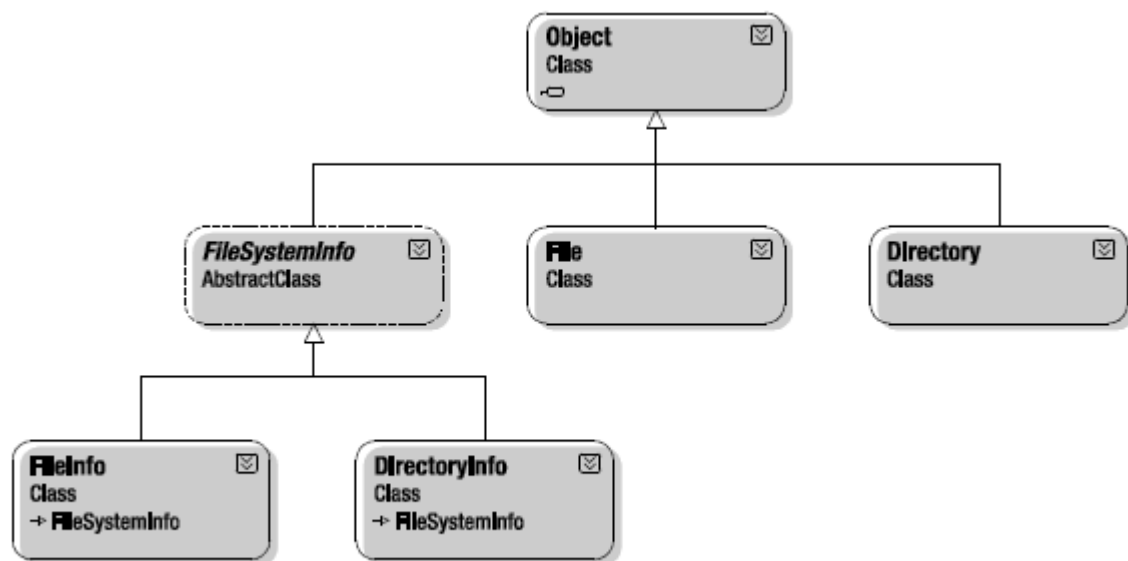 Object
Class
FileSystemInfo
AbstractClass
File
Class
Directory
Class
FileInfo
Class
FileSystemInfo
DirectoryInfo
Class
FileSystemInfo